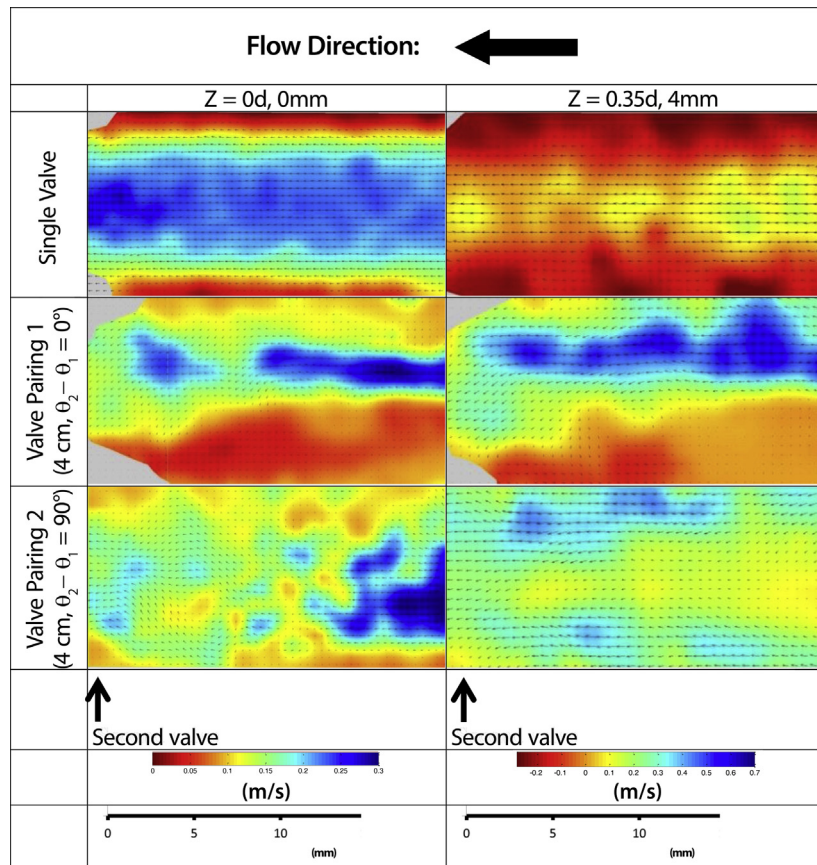 Flow Direction:
Z = 0d, 0mm
Z = 0.35d, 4mm
Single Valve
Valve Pairing 1
(4 cm, θ2 – θ1 = 0°)
Valve Pairing 2
(4 cm, θ2 – θ1 = 90°)
Second valve
Second valve
0 0.05 0.1 0.15 0.2 0.25 0.3
(m/s)
-0.2 -0.1 0 0.1 0.2 0.3 0.4 0.5 0.6 0.7
(m/s)
0 5 10
(mm)
0 5 10
(mm)